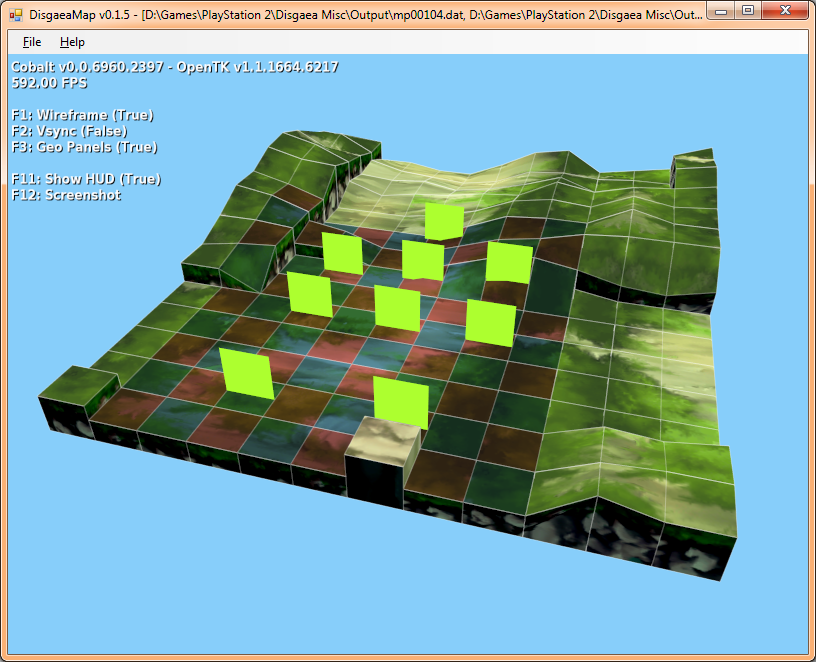 DisgaeaMap v0.1.5 - [D:\Games\PlayStation 2\Disgaea Misc\Output\mp00104.dat, D:\Games\PlayStation 2\Disgaea Misc\Out...
File Help
Cobalt v0.0.6960.2397 - OpenTK v1.1.1664.6217
592.00 FPS
F1: Wireframe (True)
F2: Vsync (False)
F3: Geo Panels (True)
F11: Show HUD (True)
F12: Screenshot